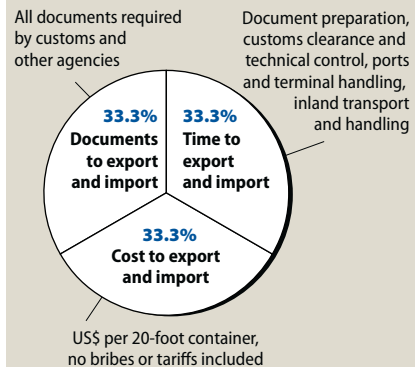 All documents required
by customs and
other agencies
Document preparation,
customs clearance and
technical control, ports
and terminal handling,
inland transport
and handling
33.3%
Documents
to export
and import
33.3%
Time to
export
and import
33.3%
Cost to export
and import
US$ per 20-foot container,
no bribes or tariffs included